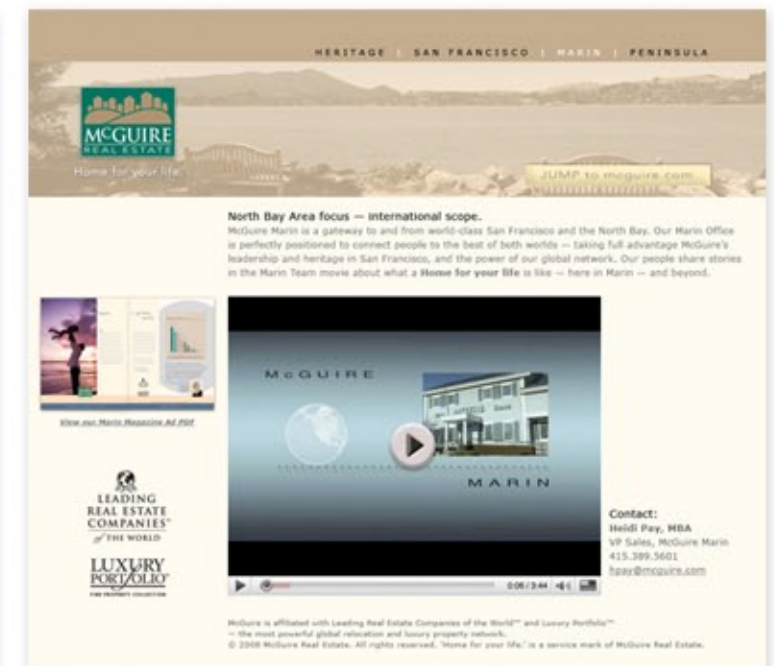 HERITAGE | SAN FRANCISCO | MARIN | PENINSULA
McGUIRE
REAL ESTATE
Home for your life.
JUMP to mcguire.com
North Bay Area focus — international scope.
McGuire Marin is a gateway to and from world-class San Francisco and the North Bay. Our Marin Office
is perfectly positioned to connect people to the best of both worlds — taking full advantage McGuire's
leadership and heritage in San Francisco, and the power of our global network. Our people share stories
in the Marin Team movie about what a Home for your life is like — here in Marin — and beyond.
View our Marin Magazine Ad PDF
McGUIRE
MARIN
LEADING
REAL ESTATE
COMPANIES™
of THE WORLD
LUXURY
PORTFOLIO™
FINE PROPERTY COLLECTION
Contact:
Heidi Pay, MBA
VP Sales, McGuire Marin
415.389.5601
hpay@mcguire.com
0:06 / 3:44
McGuire is affiliated with Leading Real Estate Companies of the World™ and Luxury Portfolio™
— the most powerful global relocation and luxury property network.
© 2008 McGuire Real Estate. All rights reserved. 'Home for your life.' is a service mark of McGuire Real Estate.